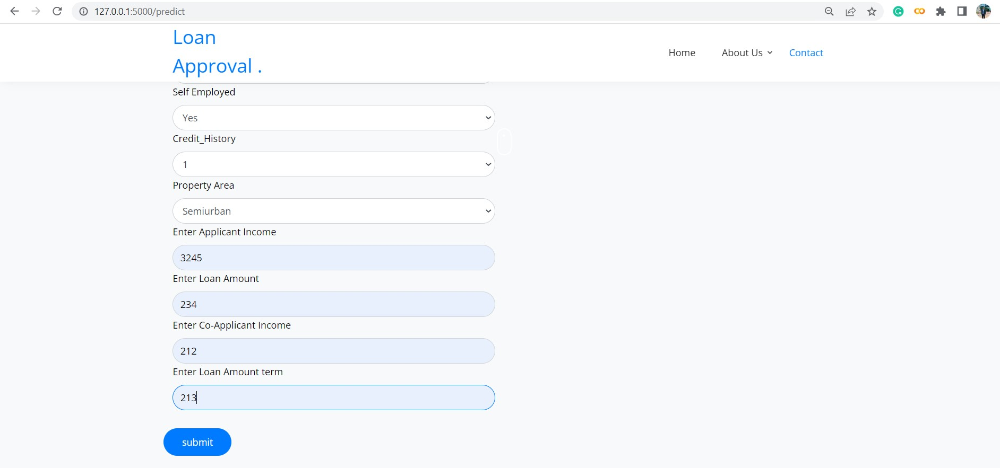 127.0.0.1:5000/predict
Loan
Approval .
Home About Us Contact
Self Employed
Yes
Credit_History
1
Property Area
Semiurban
Enter Applicant Income
3245
Enter Loan Amount
234
Enter Co-Applicant Income
212
Enter Loan Amount term
213
submit